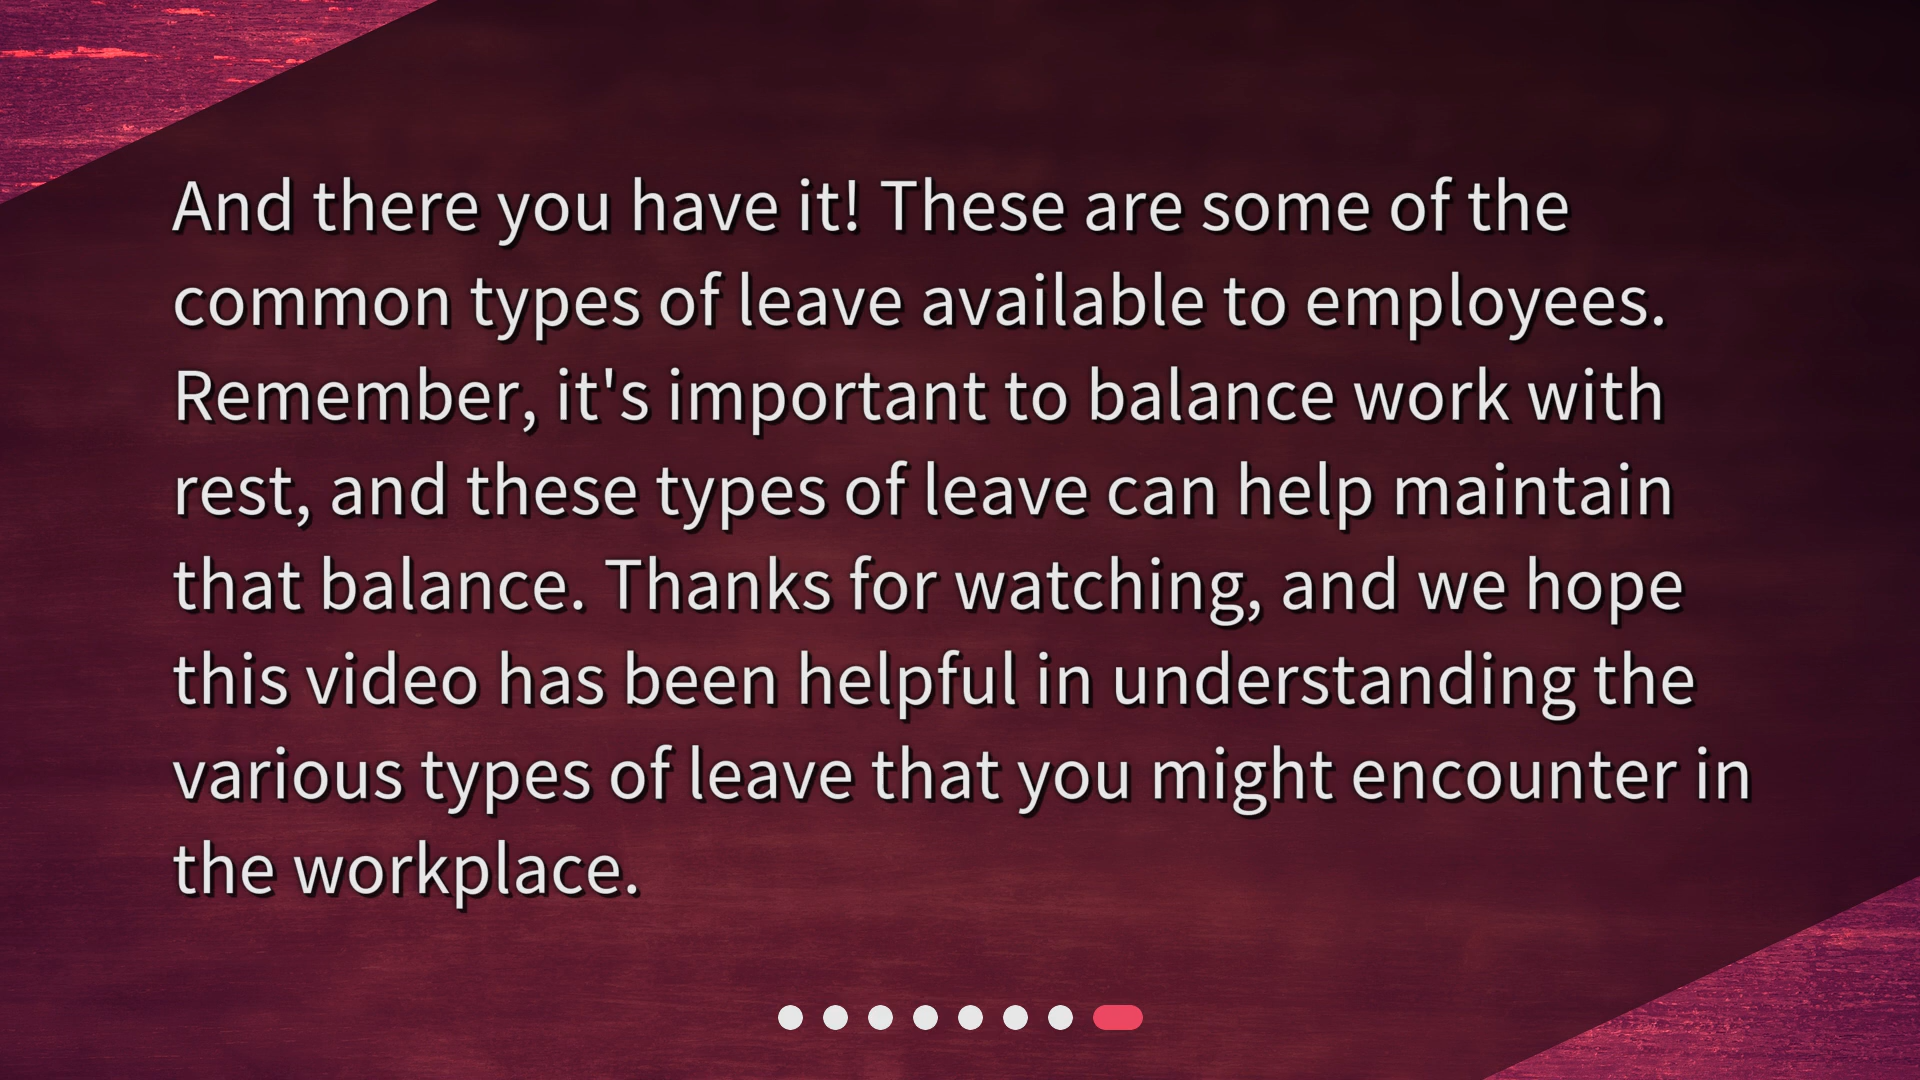 And there you have it! These are some of the
common types of leave available to employees.
Remember, it's important to balance work with
rest, and these types of leave can help maintain
that balance. Thanks for watching, and we hope
this video has been helpful in understanding the
various types of leave that you might encounter in
the workplace.